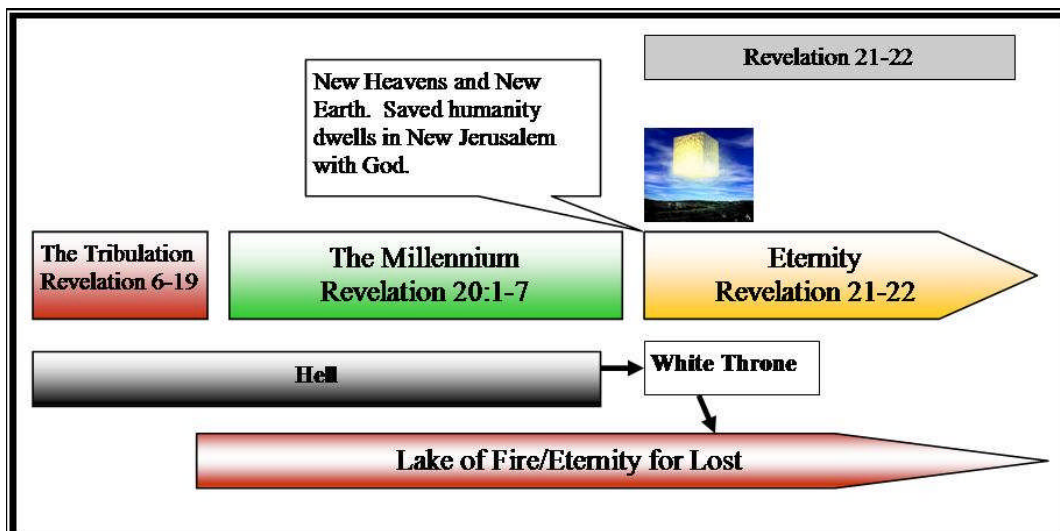 Revelation 21-22
New Heavens and New
Earth. Saved humanity
dwells in New Jerusalem
with God.
The Tribulation
Revelation 6-19
The Millennium
Revelation 20:1-7
Eternity
Revelation 21-22
Hell
White Throne
Lake of Fire/Eternity for Lost